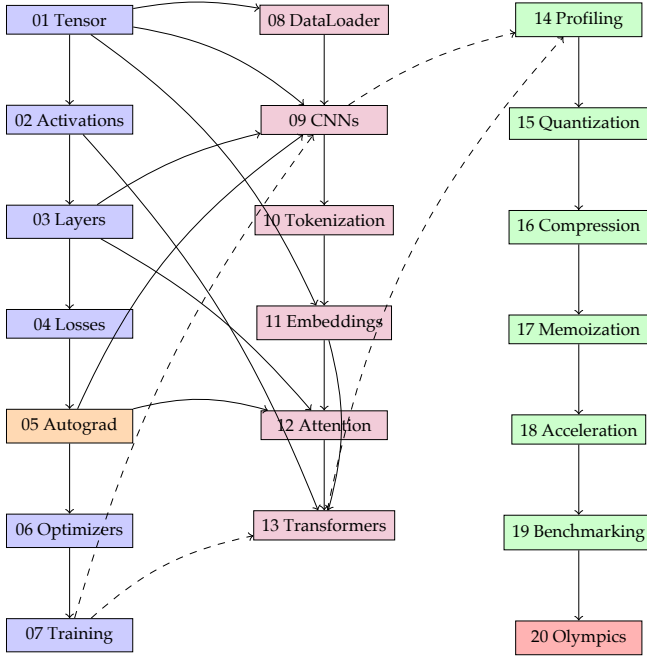 01 Tensor
02 Activations
03 Layers
04 Losses
05 Autograd
06 Optimizers
07 Training
08 DataLoader
09 CNNs
10 Tokenization
11 Embeddings
12 Attention
13 Transformers
14 Profiling
15 Quantization
16 Compression
17 Memoization
18 Acceleration
19 Benchmarking
20 Olympics